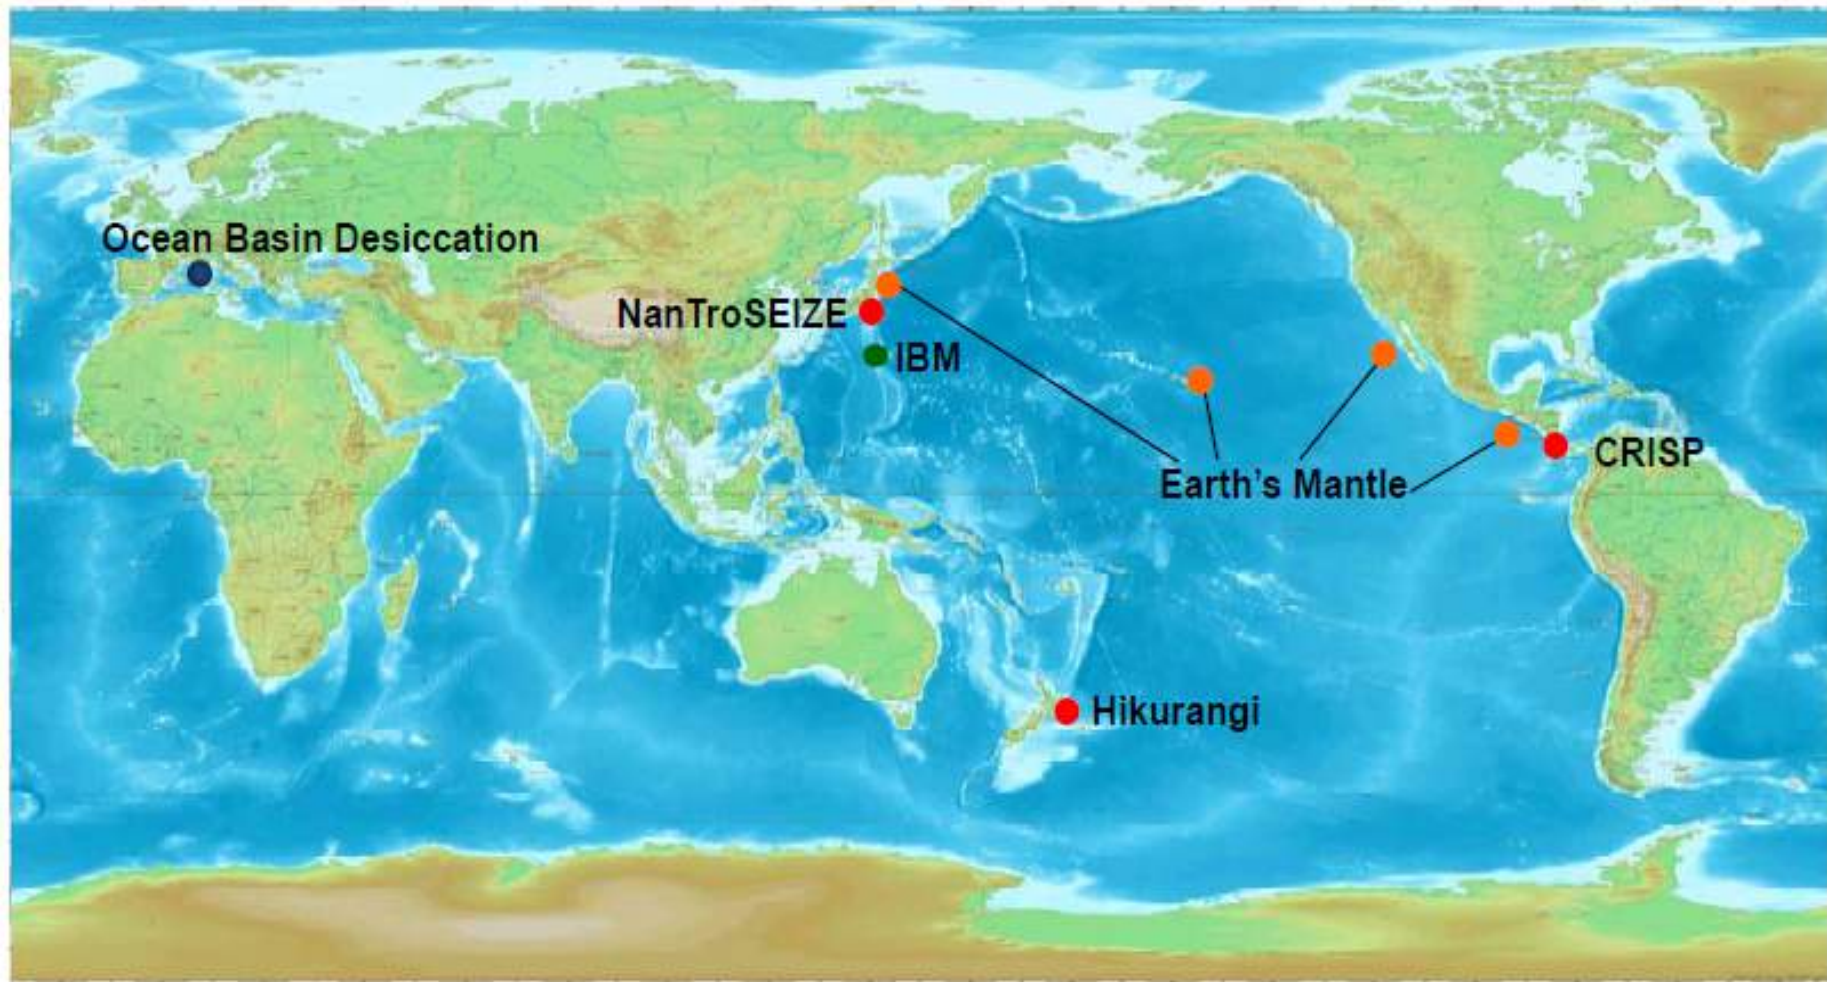 Ocean Basin Desiccation
NanTroSEIZE
IBM
Earth's Mantle
CRISP
Hikurangi